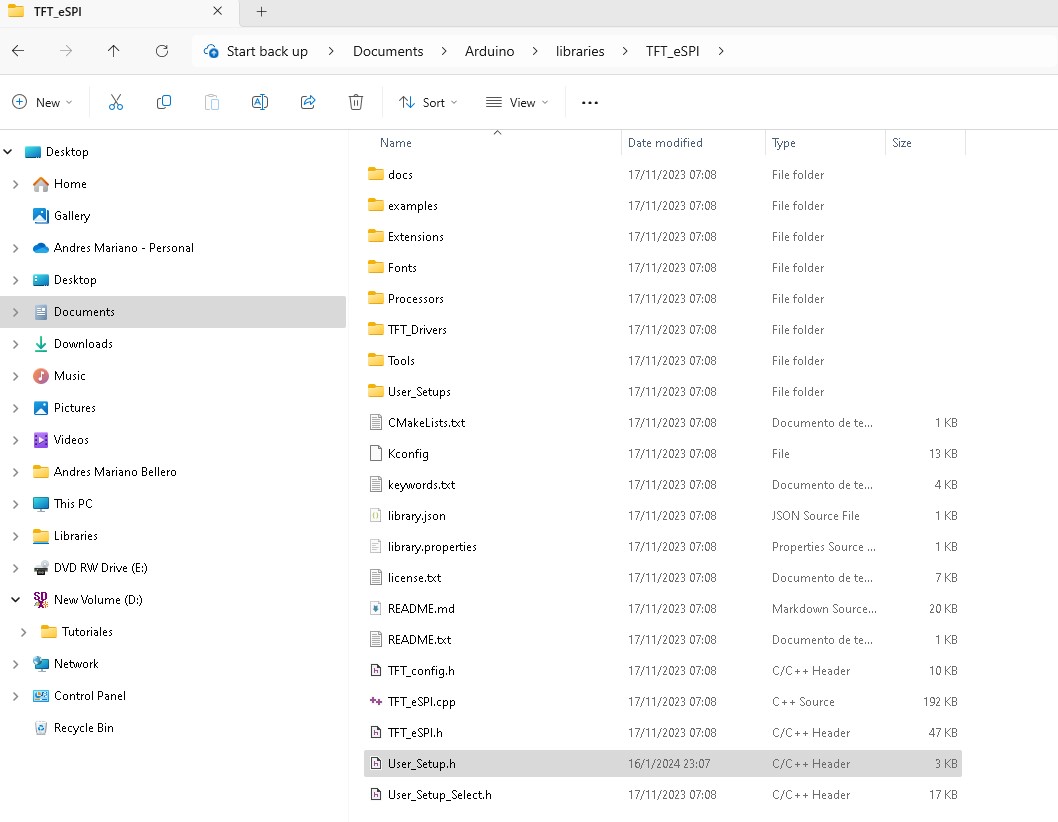 TFT_eSPI
Start back up > Documents > Arduino > libraries > TFT_eSPI >
New
Sort
View
Name Date modified Type Size
Desktop
Home
Gallery
Andres Mariano - Personal
Desktop
Documents
Downloads
Music
Pictures
Videos
Andres Mariano Bellero
This PC
Libraries
DVD RW Drive (E:)
New Volume (D:)
Tutoriales
Network
Control Panel
Recycle Bin
docs 17/11/2023 07:08 File folder
examples 17/11/2023 07:08 File folder
Extensions 17/11/2023 07:08 File folder
Fonts 17/11/2023 07:08 File folder
Processors 17/11/2023 07:08 File folder
TFT_Drivers 17/11/2023 07:08 File folder
Tools 17/11/2023 07:08 File folder
User_Setups 17/11/2023 07:08 File folder
CMakeLists.txt 17/11/2023 07:08 Documento de te... 1 KB
Kconfig 17/11/2023 07:08 File 13 KB
keywords.txt 17/11/2023 07:08 Documento de te... 4 KB
library.json 17/11/2023 07:08 JSON Source File 1 KB
library.properties 17/11/2023 07:08 Properties Source ... 1 KB
license.txt 17/11/2023 07:08 Documento de te... 7 KB
README.md 17/11/2023 07:08 Markdown Source... 20 KB
README.txt 17/11/2023 07:08 Documento de te... 1 KB
TFT_config.h 17/11/2023 07:08 C/C++ Header 10 KB
TFT_eSPI.cpp 17/11/2023 07:08 C++ Source 192 KB
TFT_eSPI.h 17/11/2023 07:08 C/C++ Header 47 KB
User_Setup.h 16/1/2024 23:07 C/C++ Header 3 KB
User_Setup_Select.h 17/11/2023 07:08 C/C++ Header 17 KB